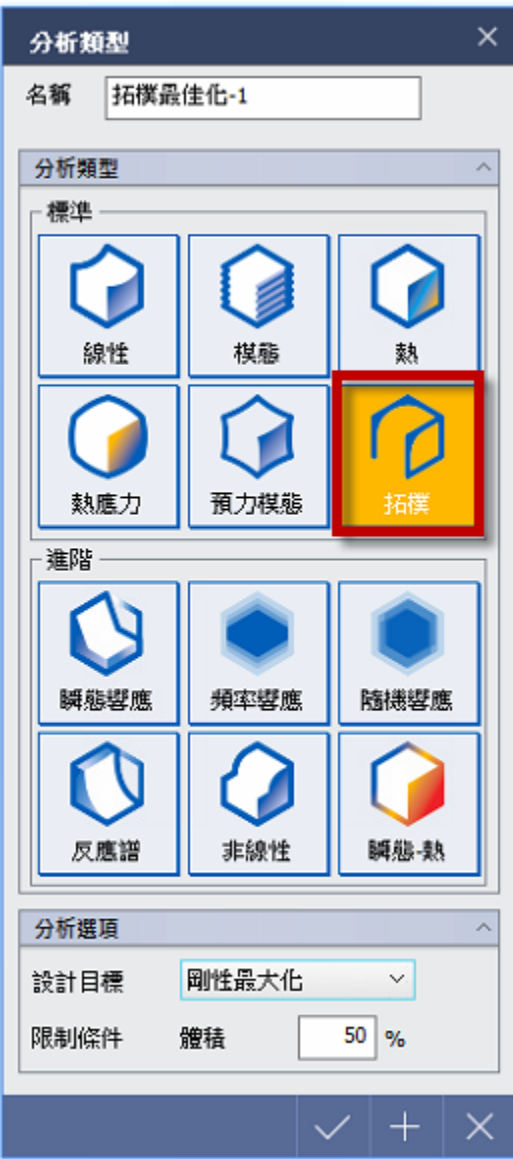 分析類型
名稱 拓樸最佳化-1
分析類型
標準
線性 模態 熱
熱應力 預力模態 拓樸
進階
瞬態響應 頻率響應 隨機響應
反應譜 非線性 瞬態-熱
分析選項
設計目標 剛性最大化
限制條件 體積 50 %